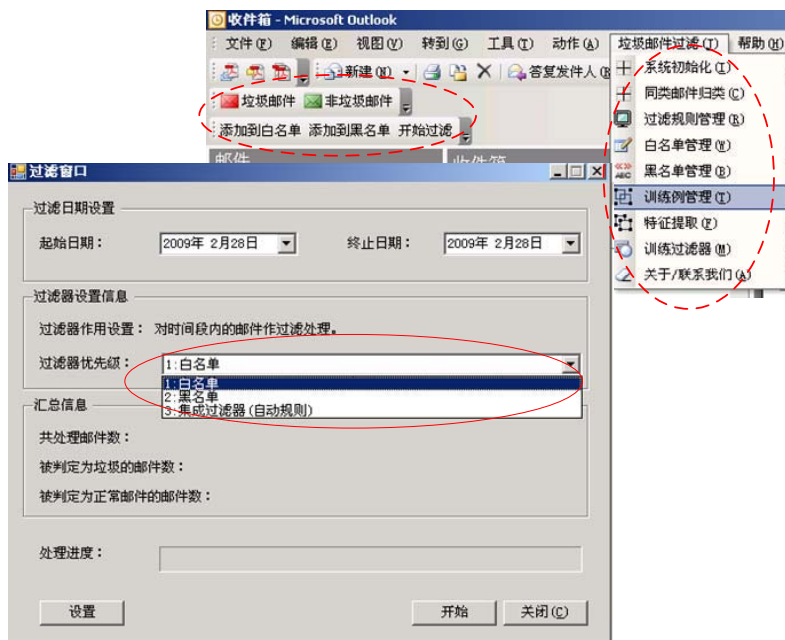 收件箱 - Microsoft Outlook
文件(F) 编辑(E) 视图(V) 转到(G) 工具(T) 动作(A) 垃圾邮件过滤(J) 帮助(H)
新建(N) 答复发件人(R
垃圾邮件 非垃圾邮件
添加到白名单 添加到黑名单 开始过滤
邮件 收件箱
系统初始化(I)
同类邮件归类(C)
过滤规则管理(R)
白名单管理(W)
黑名单管理(B)
训练例管理(T)
特征提取(F)
训练过滤器(M)
关于/联系我们(A)
过滤窗口
过滤日期设置
起始日期： 2009年 2月28日 终止日期： 2009年 2月28日
过滤器设置信息
过滤器作用设置： 对时间段内的邮件作过滤处理。
过滤器优先级： 1:白名单
1:白名单
2:黑名单
3:集成过滤器(自动规则)
汇总信息
共处理邮件数：
被判定为垃圾的邮件数：
被判定为正常邮件的邮件数：
处理进度：
设置 开始 关闭(C)